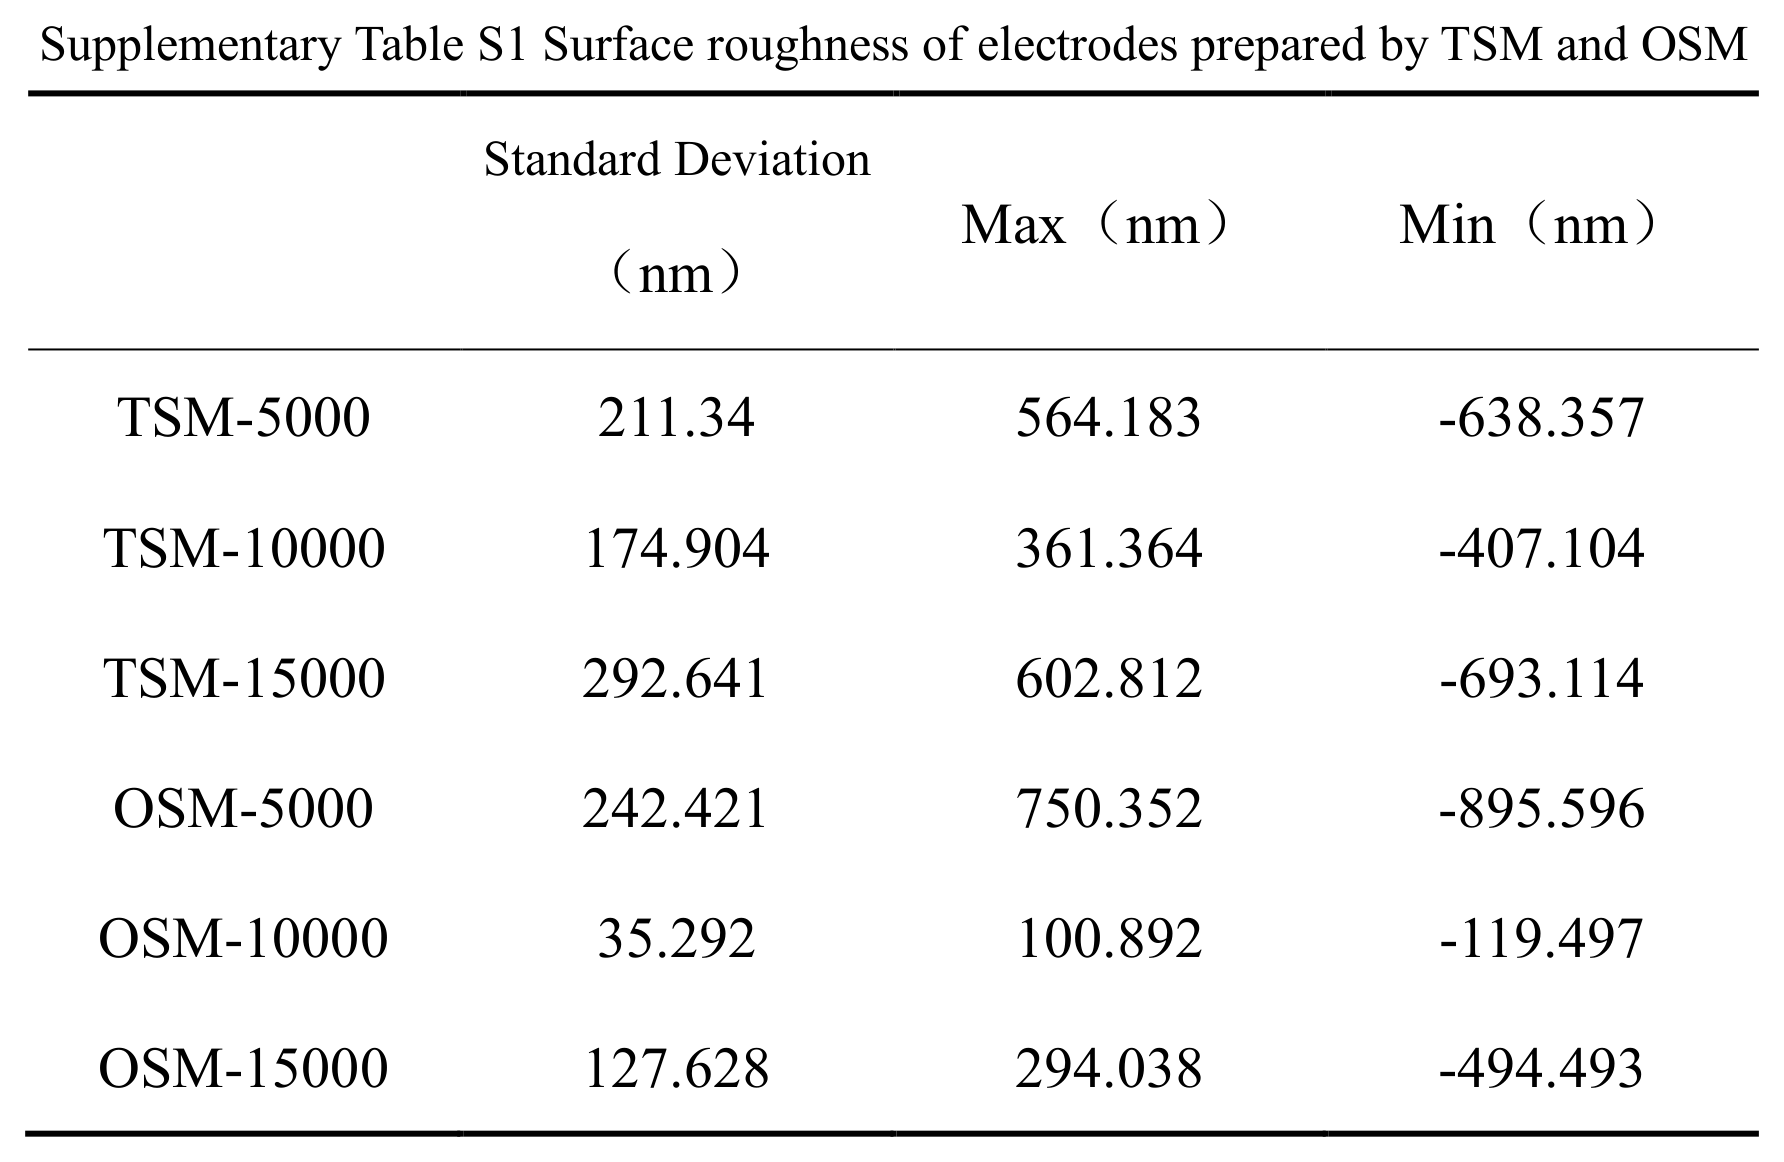 Supplementary Table S1 Surface roughness of electrodes prepared by TSM and OSM
Standard Deviation
（nm）
Max（nm）
Min（nm）
TSM-5000 211.34 564.183 -638.357
TSM-10000 174.904 361.364 -407.104
TSM-15000 292.641 602.812 -693.114
OSM-5000 242.421 750.352 -895.596
OSM-10000 35.292 100.892 -119.497
OSM-15000 127.628 294.038 -494.493